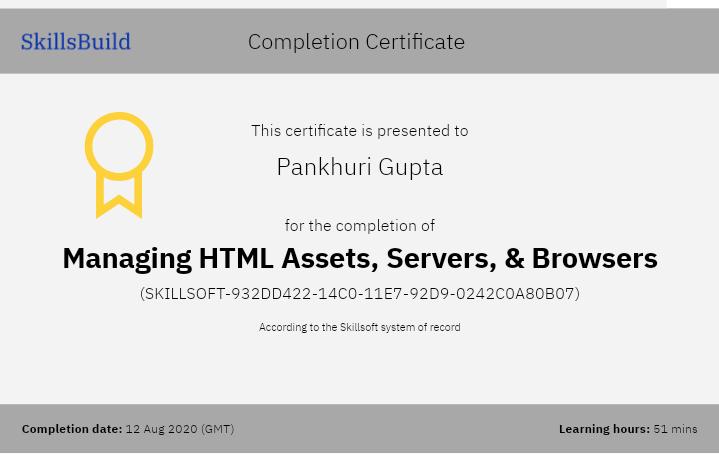 SkillsBuild
Completion Certificate
This certificate is presented to
Pankhuri Gupta
for the completion of
Managing HTML Assets, Servers, & Browsers
(SKILLSOFT-932DD422-14C0-11E7-92D9-0242C0A80B07)
According to the Skillsoft system of record
Completion date: 12 Aug 2020 (GMT)
Learning hours: 51 mins